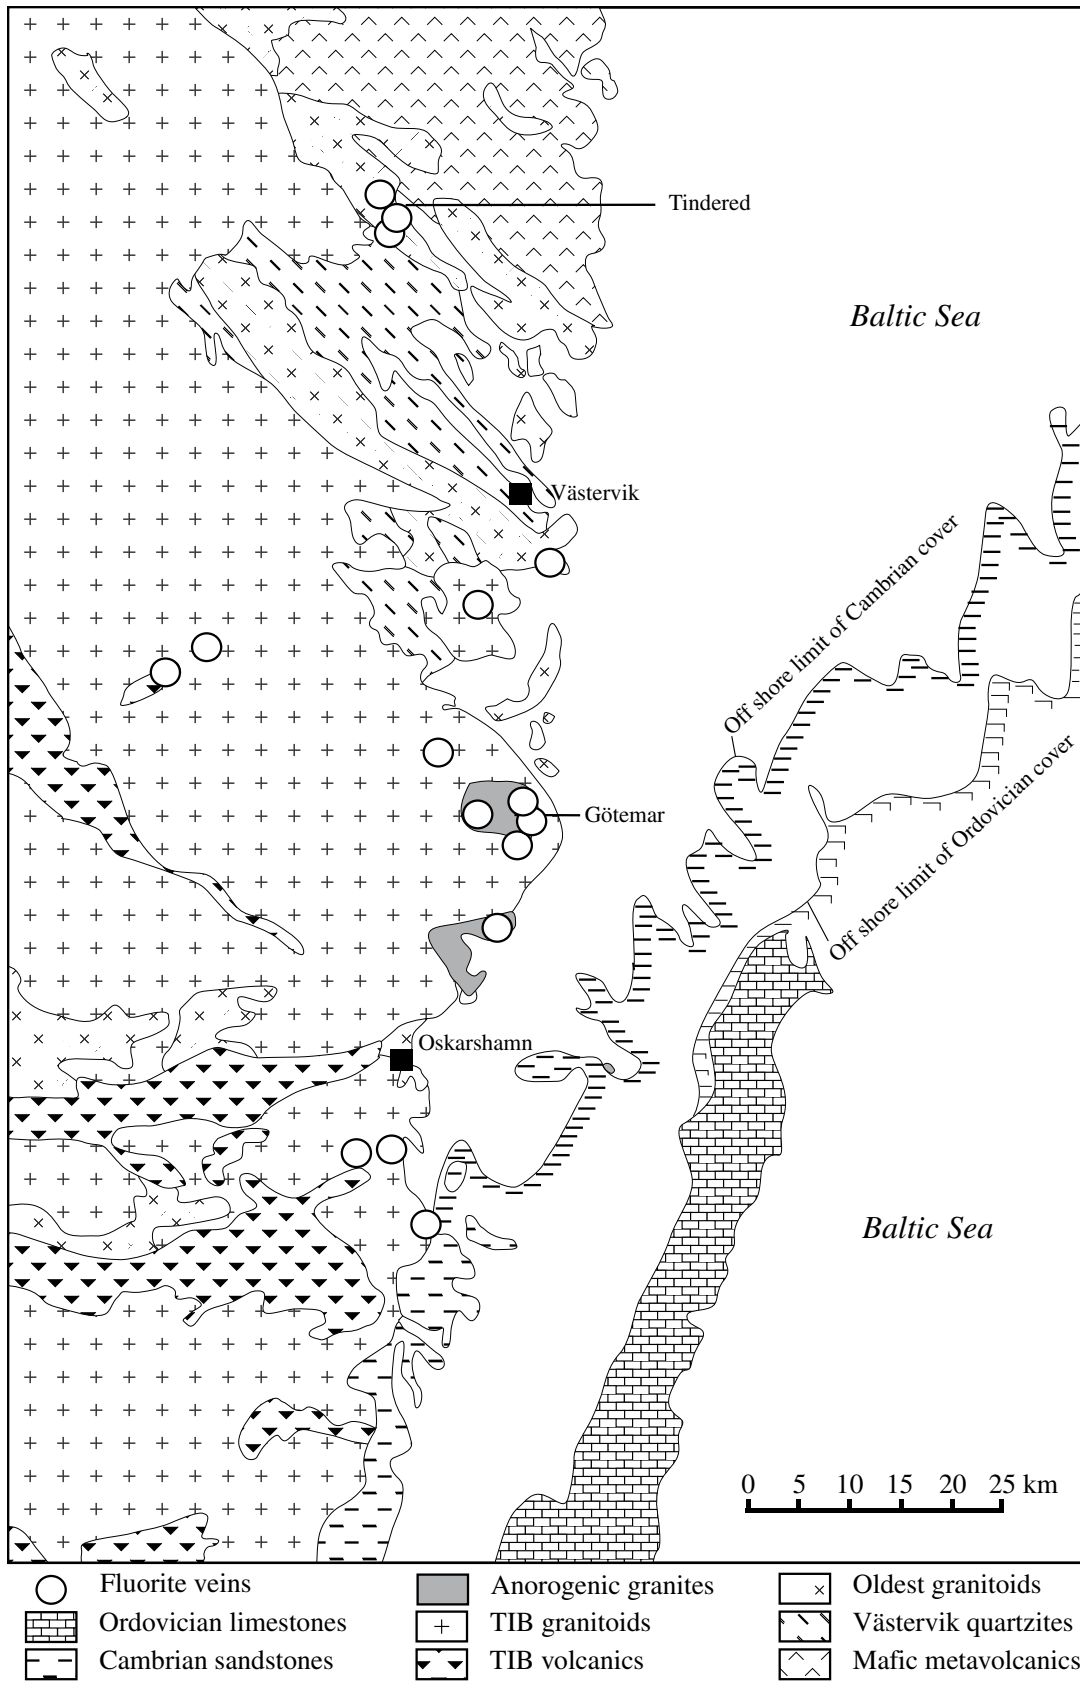 Tindered
Baltic Sea
Västervik
Off shore limit of Cambrian cover
Götemar
Off shore limit of Ordovician cover
Oskarshamn
Baltic Sea
0 5 10 15 20 25 km
Fluorite veins
Anorogenic granites
Oldest granitoids
Ordovician limestones
TIB granitoids
Västervik quartzites
Cambrian sandstones
TIB volcanics
Mafic metavolcanics